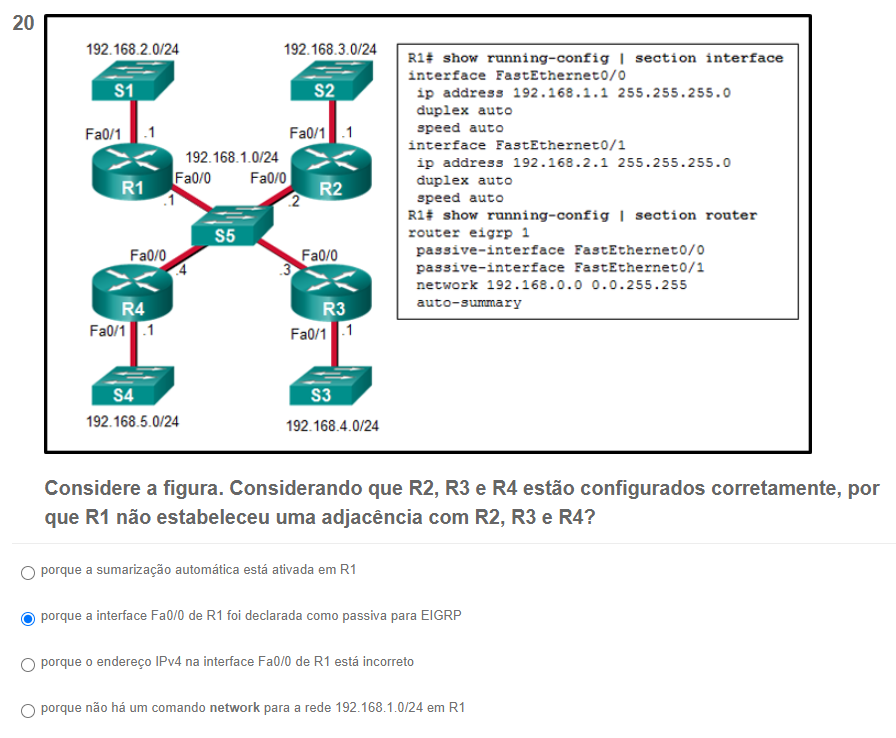 20
192.168.2.0/24
192.168.3.0/24
S1
S2
Fa0/1 .1
Fa0/1 .1
192.168.1.0/24
R1
Fa0/0
Fa0/0
R2
.1
.2
S5
Fa0/0
Fa0/0
.4
.3
R4
R3
Fa0/1 .1
Fa0/1 .1
S4
S3
192.168.5.0/24
192.168.4.0/24
R1# show running-config | section interface
interface FastEthernet0/0
ip address 192.168.1.1 255.255.255.0
duplex auto
speed auto
interface FastEthernet0/1
ip address 192.168.2.1 255.255.255.0
duplex auto
speed auto
R1# show running-config | section router
router eigrp 1
passive-interface FastEthernet0/0
passive-interface FastEthernet0/1
network 192.168.0.0 0.0.255.255
auto-summary
Considere a figura. Considerando que R2, R3 e R4 estão configurados corretamente, por
que R1 não estabeleceu uma adjacência com R2, R3 e R4?
porque a sumarização automática está ativada em R1
porque a interface Fa0/0 de R1 foi declarada como passiva para EIGRP
porque o endereço IPv4 na interface Fa0/0 de R1 está incorreto
porque não há um comando network para a rede 192.168.1.0/24 em R1